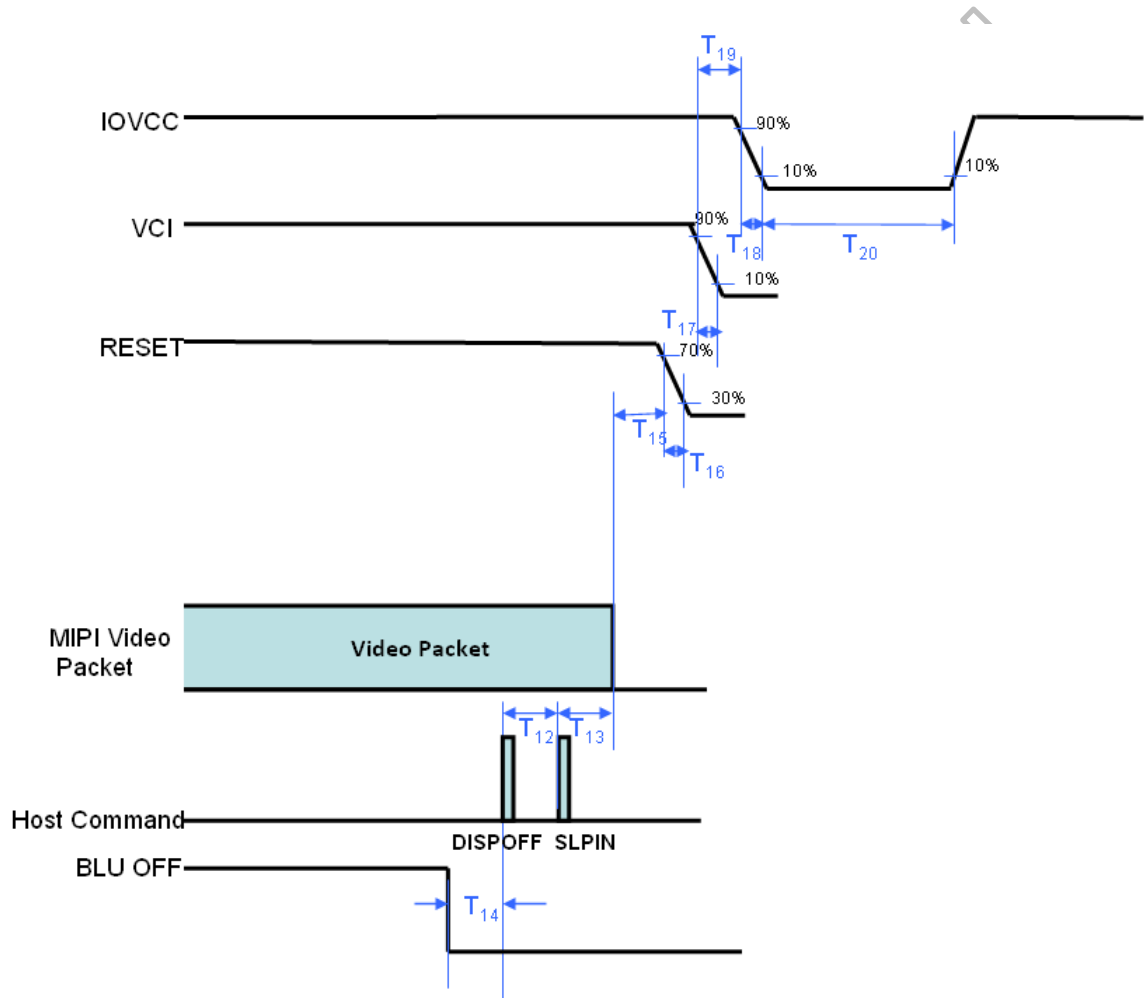 T19
IOVCC
90%
10%
10%
VCI
90%
T18
T20
10%
T17
RESET
70%
30%
T15
T16
MIPI Video
Packet
Video Packet
T12
T13
Host Command
DISPOFF
SLPIN
BLU OFF
T14